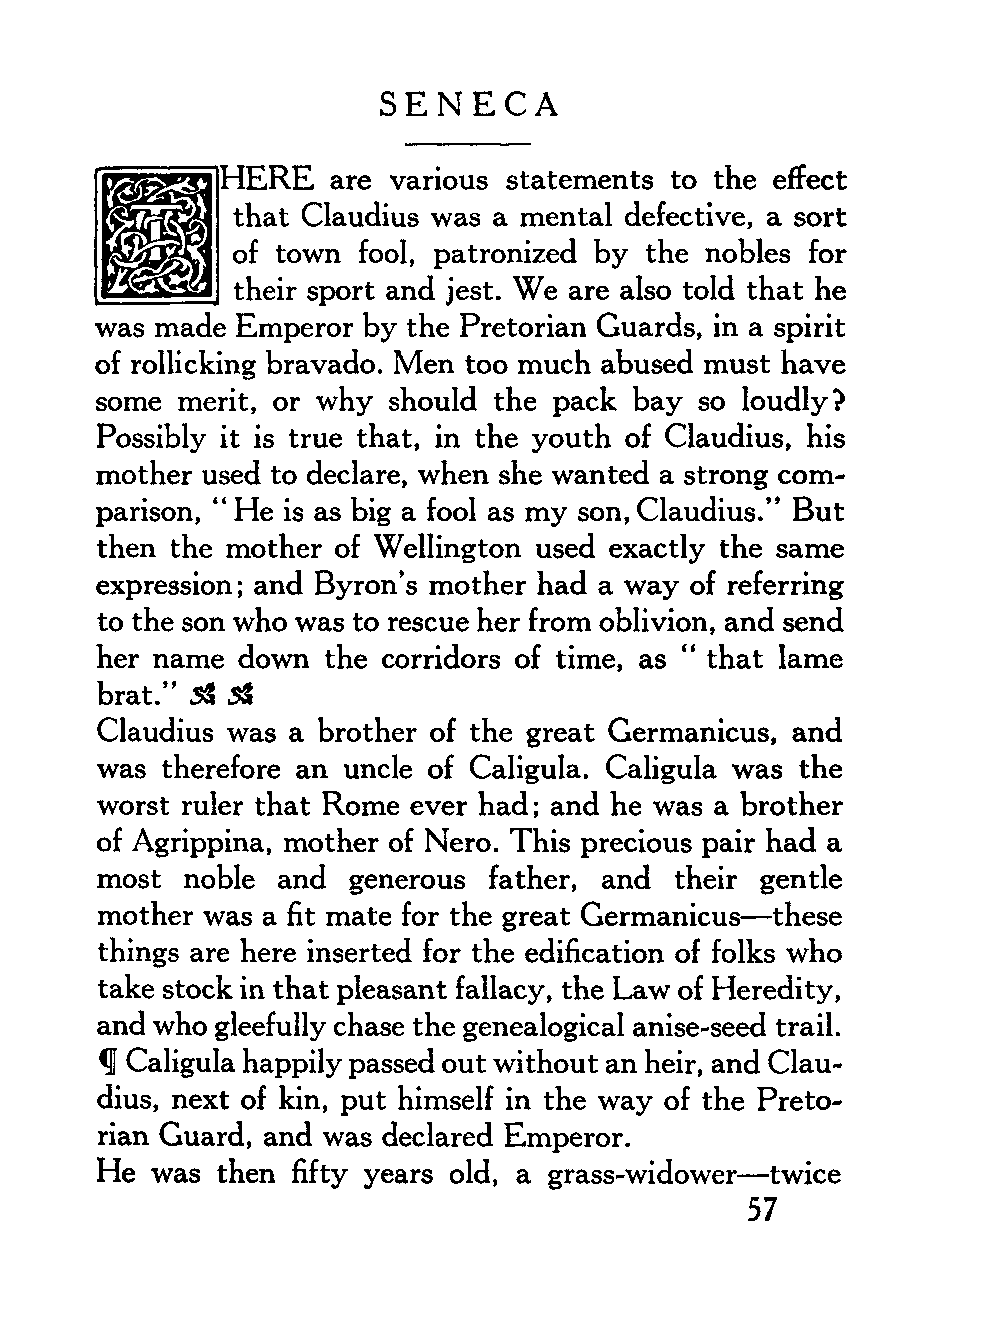 SENECA
THERE are various statements to the effect
that Claudius was a mental defective, a sort
of town fool, patronized by the nobles for
their sport and jest. We are also told that he
was made Emperor by the Pretorian Guards, in a spirit
of rollicking bravado. Men too much abused must have
some merit, or why should the pack bay so loudly?
Possibly it is true that, in the youth of Claudius, his
mother used to declare, when she wanted a strong com-
parison, "He is as big a fool as my son, Claudius." But
then the mother of Wellington used exactly the same
expression; and Byron's mother had a way of referring
to the son who was to rescue her from oblivion, and send
her name down the corridors of time, as "that lame
brat."
Claudius was a brother of the great Germanicus, and
was therefore an uncle of Caligula. Caligula was the
worst ruler that Rome ever had; and he was a brother
of Agrippina, mother of Nero. This precious pair had a
most noble and generous father, and their gentle
mother was a fit mate for the great Germanicus—these
things are here inserted for the edification of folks who
take stock in that pleasant fallacy, the Law of Heredity,
and who gleefully chase the genealogical anise-seed trail.
¶ Caligula happily passed out without an heir, and Clau-
dius, next of kin, put himself in the way of the Preto-
rian Guard, and was declared Emperor.
He was then fifty years old, a grass-widower—twice
57